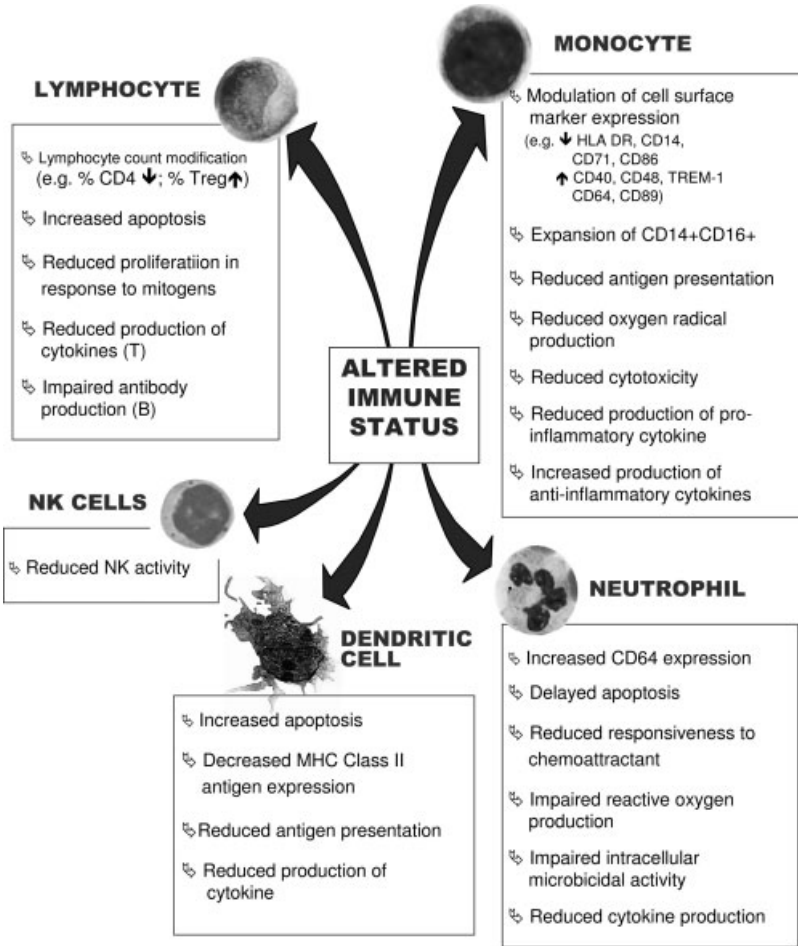 MONOCYTE
Modulation of cell surface
marker expression
(e.g. ↓ HLA DR, CD14,
CD71, CD86
↑ CD40, CD48, TREM-1
CD64, CD89)
Expansion of CD14+CD16+
Reduced antigen presentation
Reduced oxygen radical
production
Reduced cytotoxicity
Reduced production of pro-
inflammatory cytokine
Increased production of
anti-inflammatory cytokines
LYMPHOCYTE
Lymphocyte count modification
(e.g. % CD4 ↓; % Treg↑)
Increased apoptosis
Reduced proliferatiion in
response to mitogens
Reduced production of
cytokines (T)
Impaired antibody
production (B)
ALTERED
IMMUNE
STATUS
NK CELLS
Reduced NK activity
DENDRITIC
CELL
Increased apoptosis
Decreased MHC Class II
antigen expression
Reduced antigen presentation
Reduced production of
cytokine
NEUTROPHIL
Increased CD64 expression
Delayed apoptosis
Reduced responsiveness to
chemoattractant
Impaired reactive oxygen
production
Impaired intracellular
microbicidal activity
Reduced cytokine production